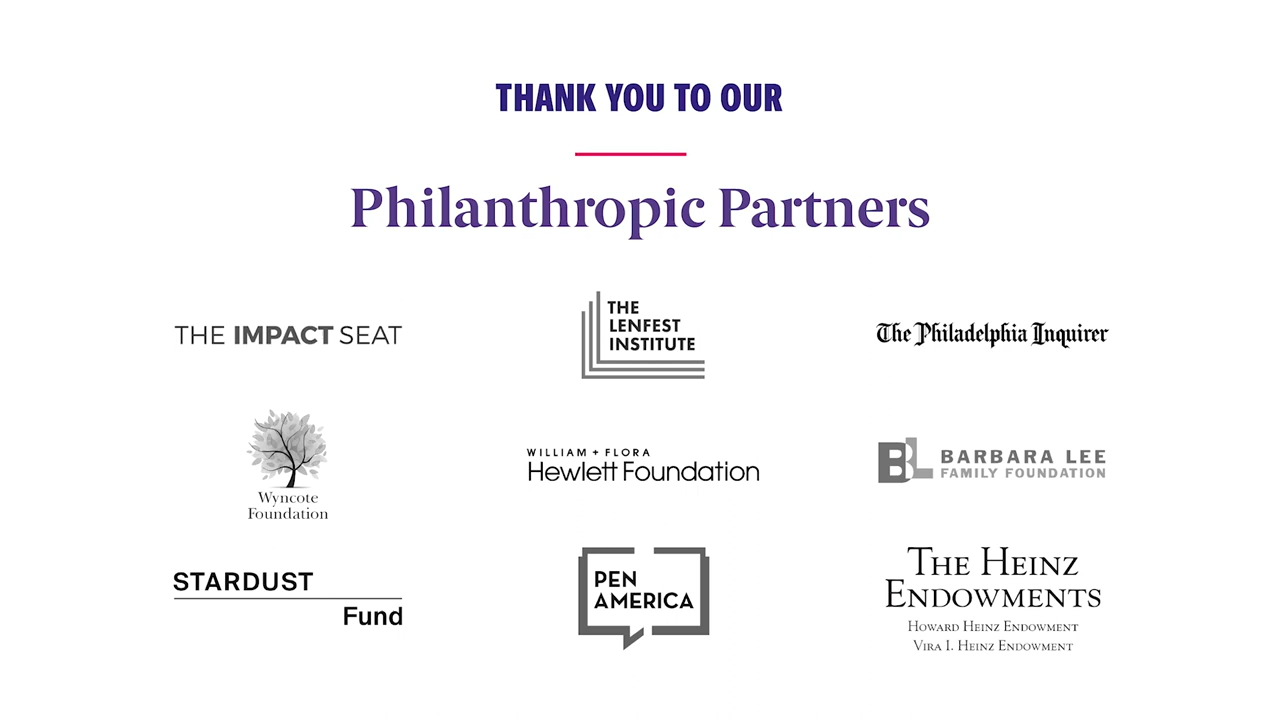 THANK YOU TO OUR
Philanthropic Partners
THE IMPACT SEAT
THE
LENFEST
INSTITUTE
The Philadelphia Inquirer
Wyncote
Foundation
WILLIAM + FLORA
Hewlett Foundation
BL
BARBARA LEE
FAMILY FOUNDATION
STARDUST
Fund
PEN
AMERICA
THE HEINZ
ENDOWMENTS
HOWARD HEINZ ENDOWMENT
VIRA I. HEINZ ENDOWMENT